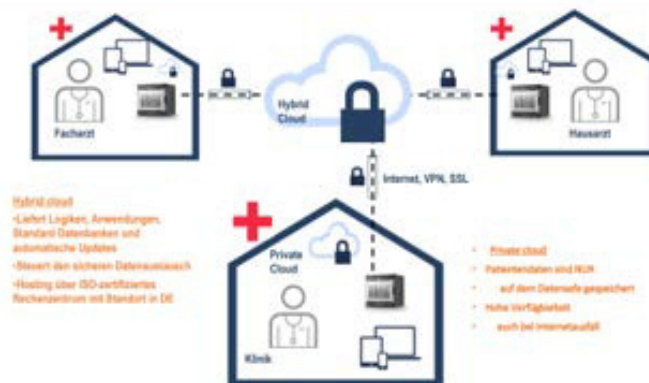 Facharzt
Hybrid
Cloud
Hausarzt
Internet, VPN, SSL
Hybrid cloud
•Liefert Logiken, Anwendungen,
Standard Datenbanken und
automatische Updates
•Steuert den sicheren Datenaustausch
•Hosting über ISO-zertifiziertes
Rechenzentrum mit Standort in DE
Private
Cloud
Klinik
• Private cloud
• Patientendaten sind NUR
• auf dem Datensafe gespeichert
• Hohe Verfügbarkeit
• auch bei Internetausfall